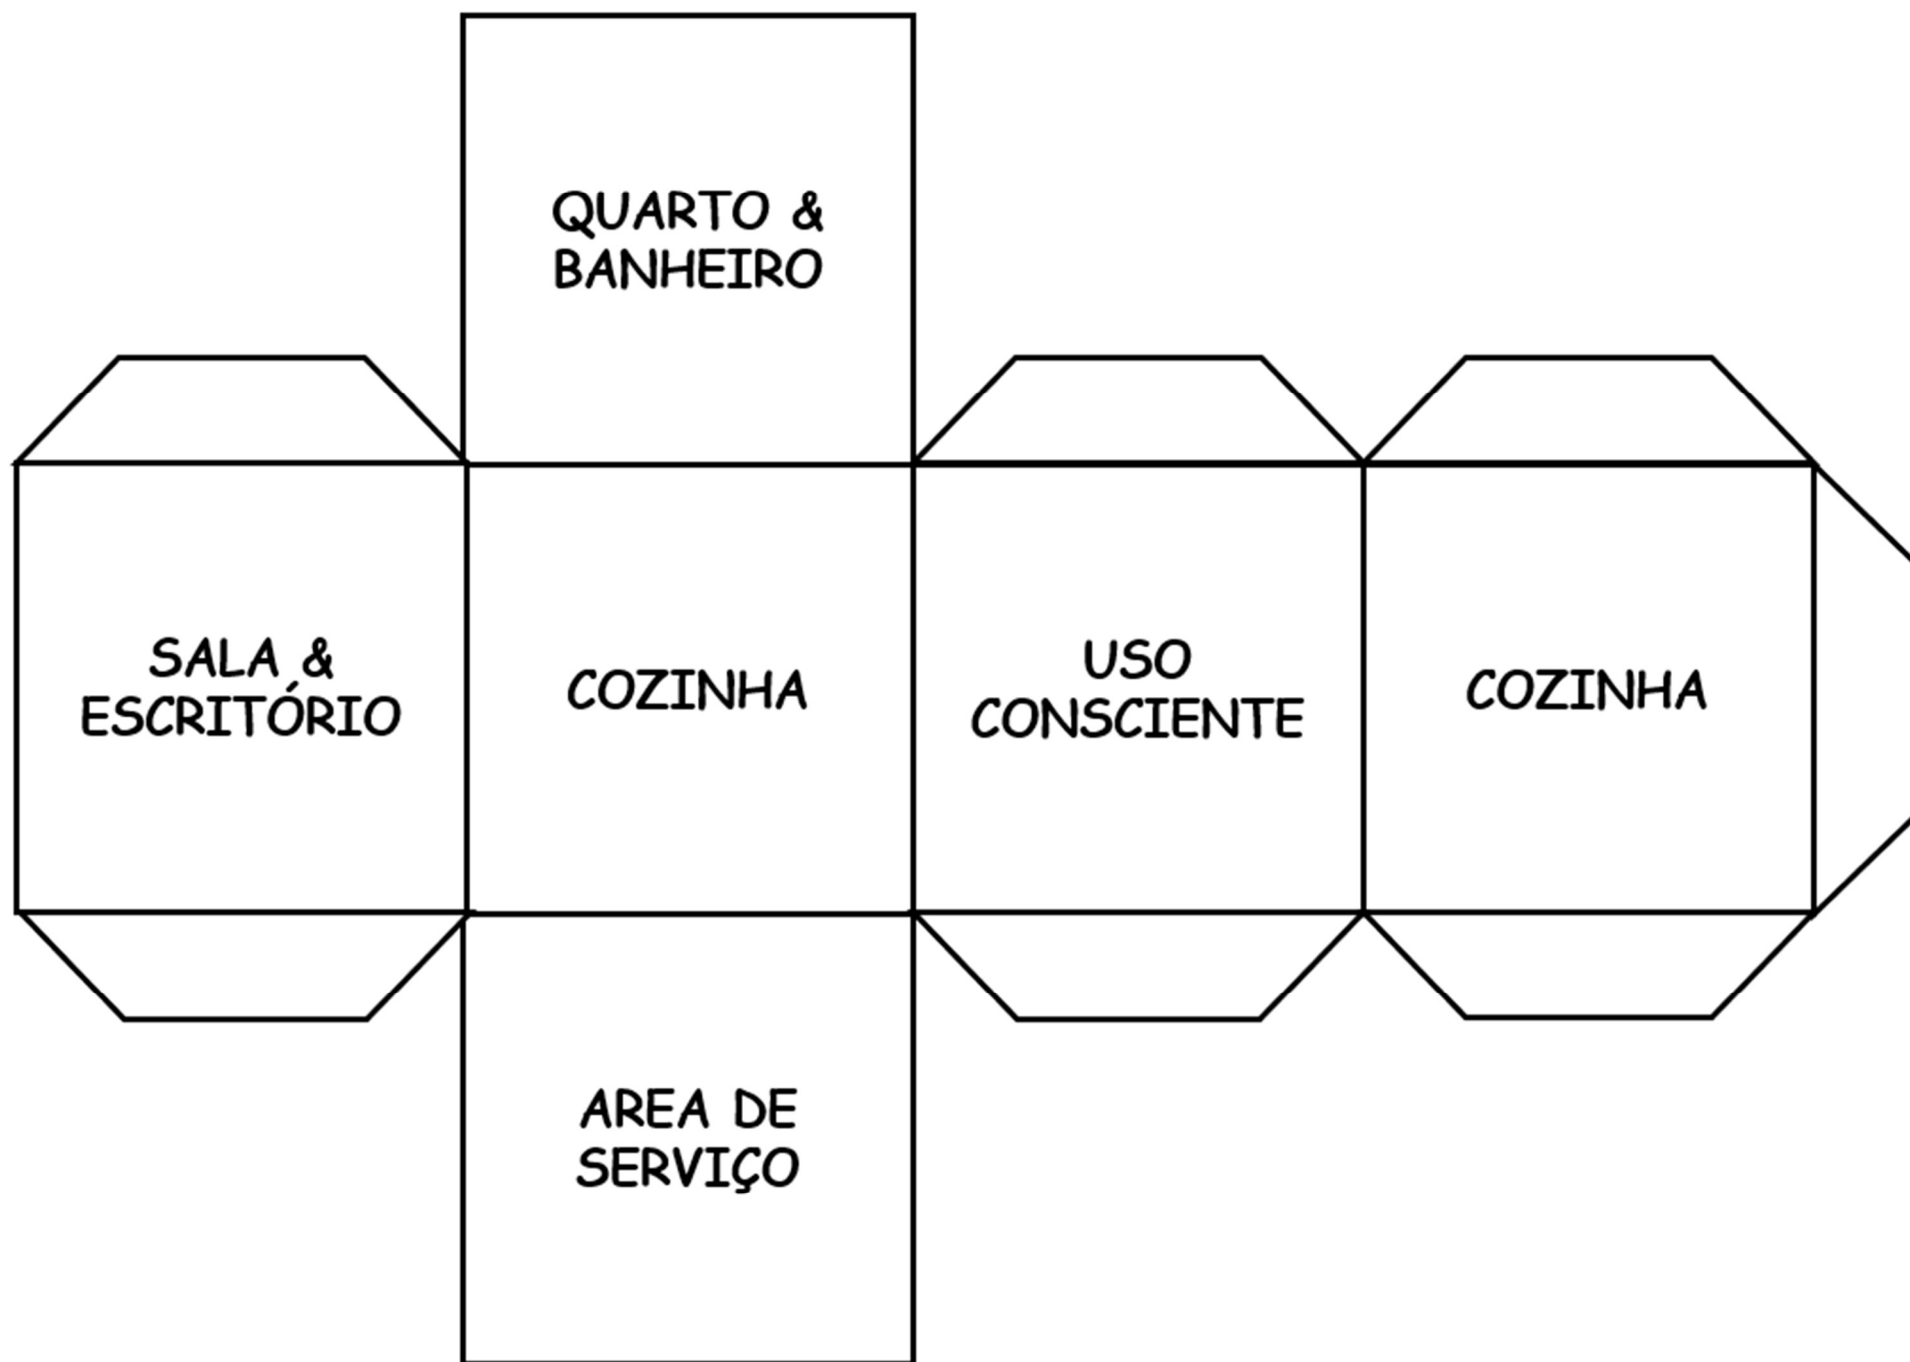 QUARTO &
BANHEIRO
SALA &
ESCRITÓRIO
COZINHA
USO
CONSCIENTE
COZINHA
AREA DE
SERVIÇO